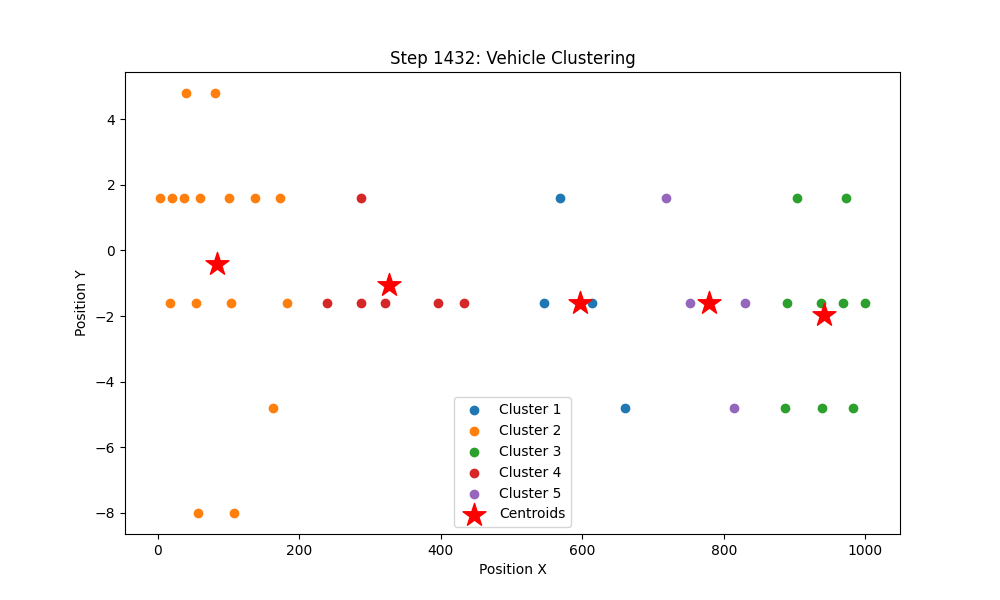 Step 1432: Vehicle Clustering
Position Y
4
2
0
−2
−4
−6
−8
Cluster 1
Cluster 2
Cluster 3
Cluster 4
Cluster 5
Centroids
0 200 400 600 800 1000
Position X